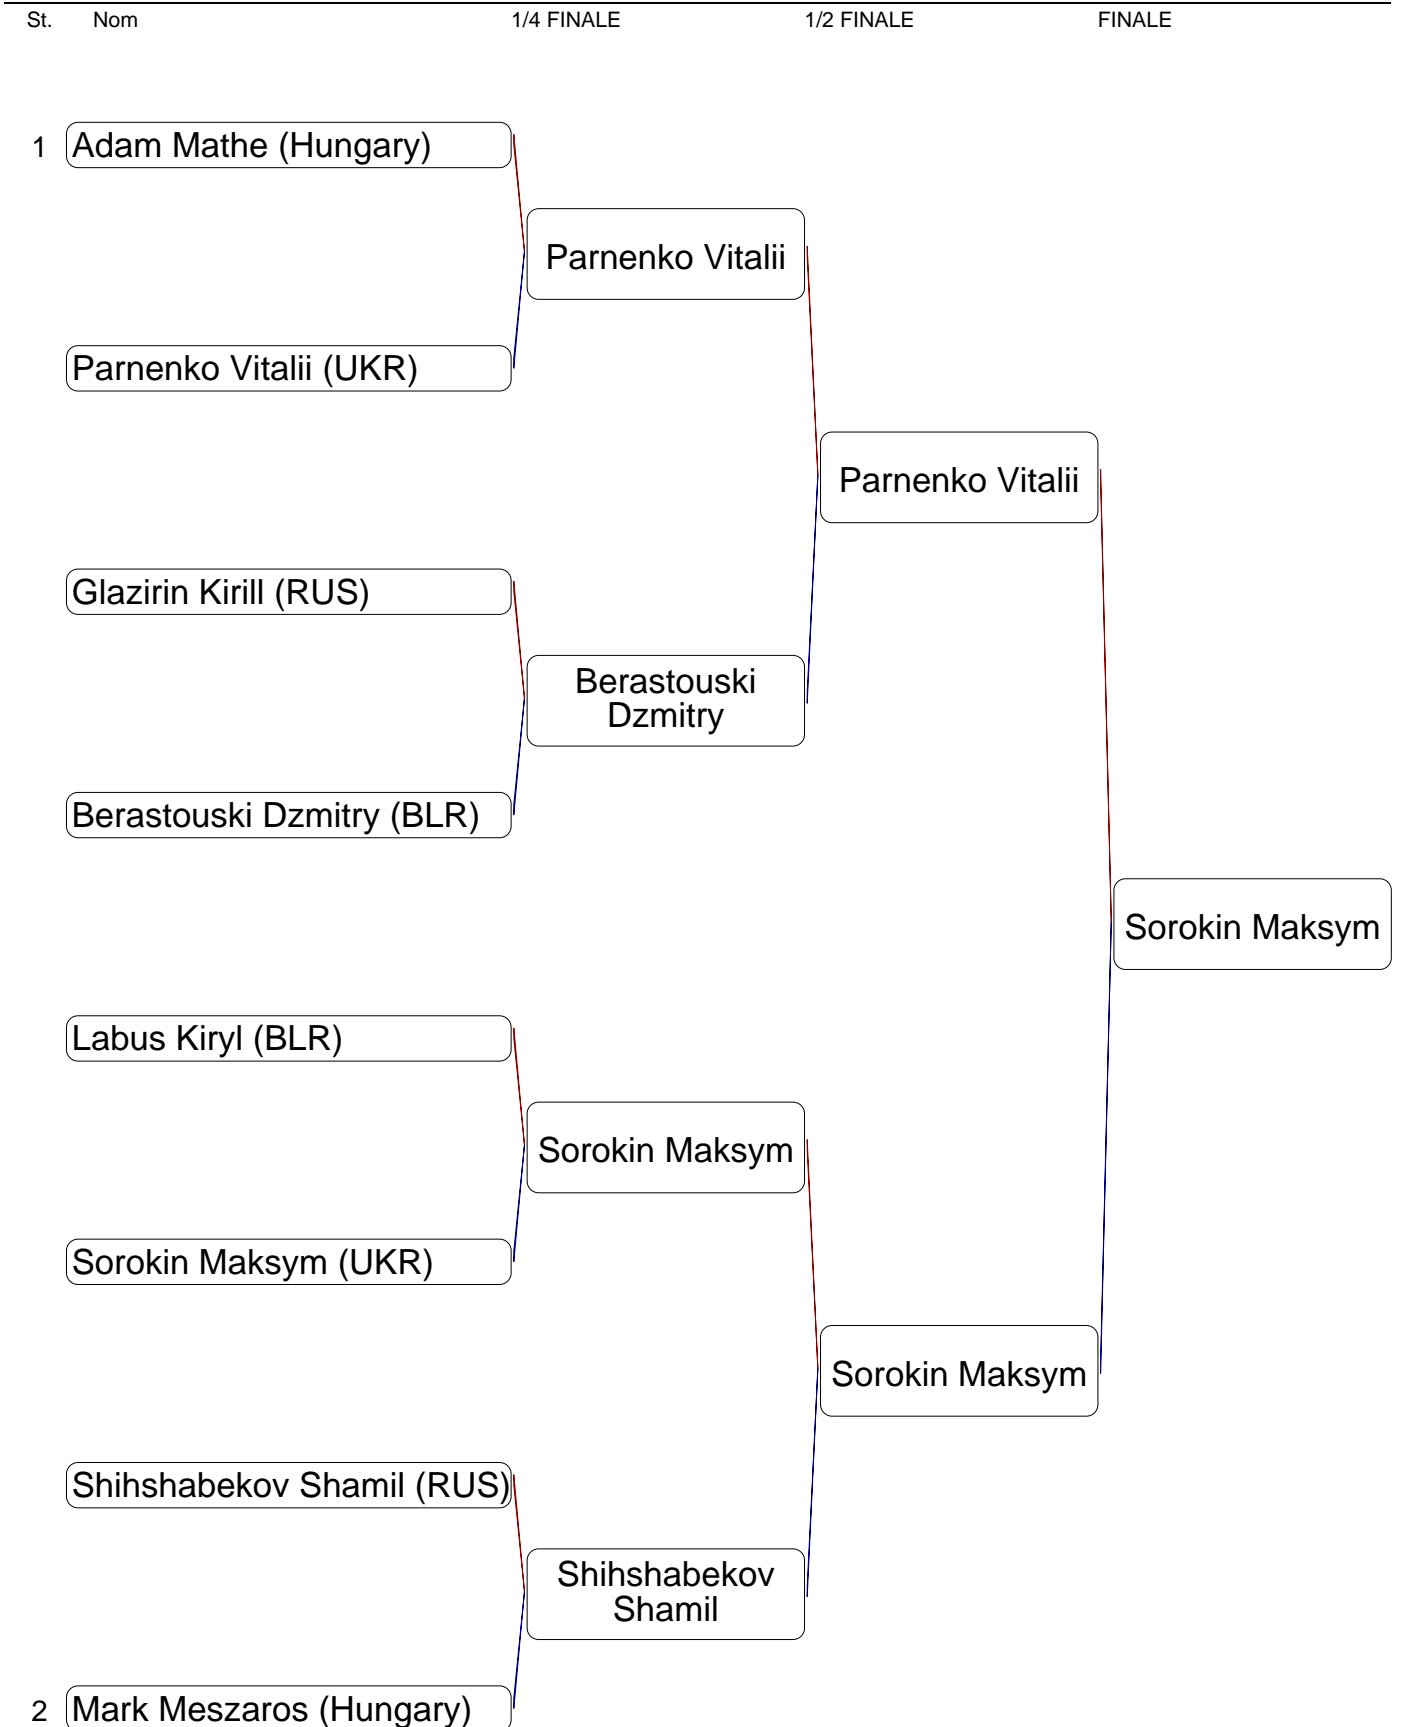 St. Nom 1/4 FINALE 1/2 FINALE FINALE
1 Adam Mathe (Hungary)
Parnenko Vitalii
Parnenko Vitalii (UKR)
Parnenko Vitalii
Glazirin Kirill (RUS)
Berastouski
Dzmitry
Berastouski Dzmitry (BLR)
Sorokin Maksym
Labus Kiryl (BLR)
Sorokin Maksym
Sorokin Maksym (UKR)
Sorokin Maksym
Shihshabekov Shamil (RUS)
Shihshabekov
Shamil
2 Mark Meszaros (Hungary)